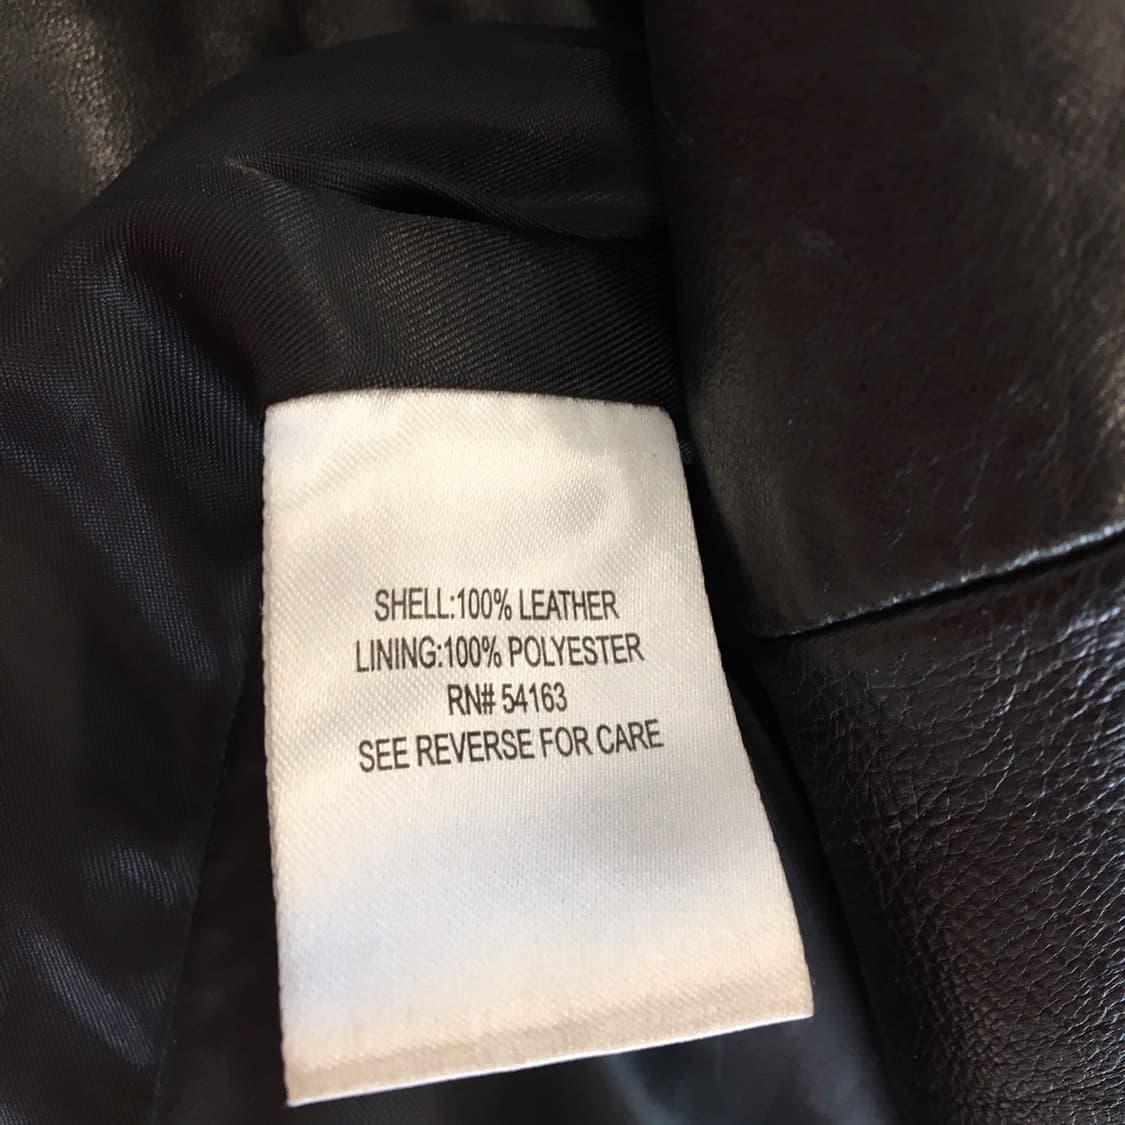 SHELL:100% LEATHER
LINING:100% POLYESTER
RN# 54163
SEE REVERSE FOR CARE